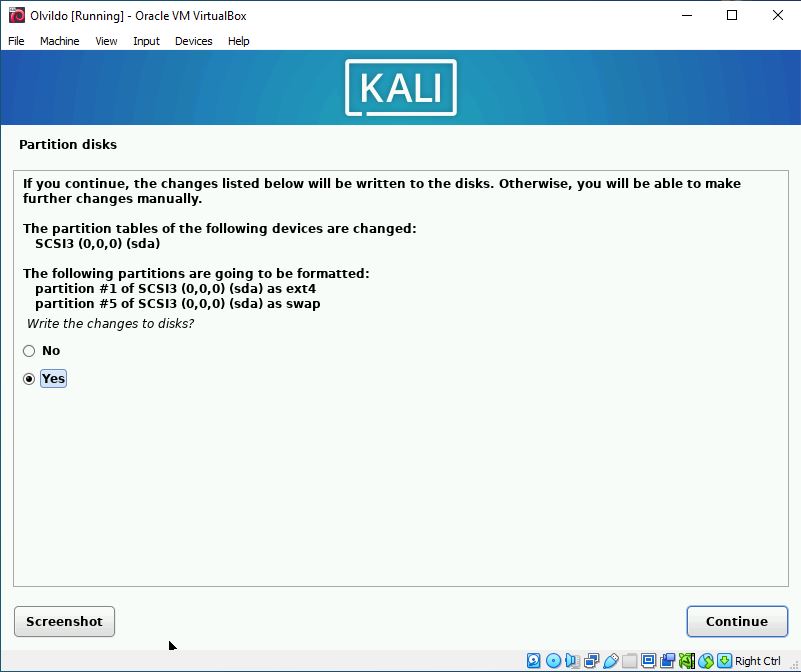 Olvildo [Running] - Oracle VM VirtualBox
File Machine View Input Devices Help
KALI
Partition disks
If you continue, the changes listed below will be written to the disks. Otherwise, you will be able to make
further changes manually.
The partition tables of the following devices are changed:
SCSI3 (0,0,0) (sda)
The following partitions are going to be formatted:
partition #1 of SCSI3 (0,0,0) (sda) as ext4
partition #5 of SCSI3 (0,0,0) (sda) as swap
Write the changes to disks?
No
Yes
Screenshot
Continue
Right Ctrl